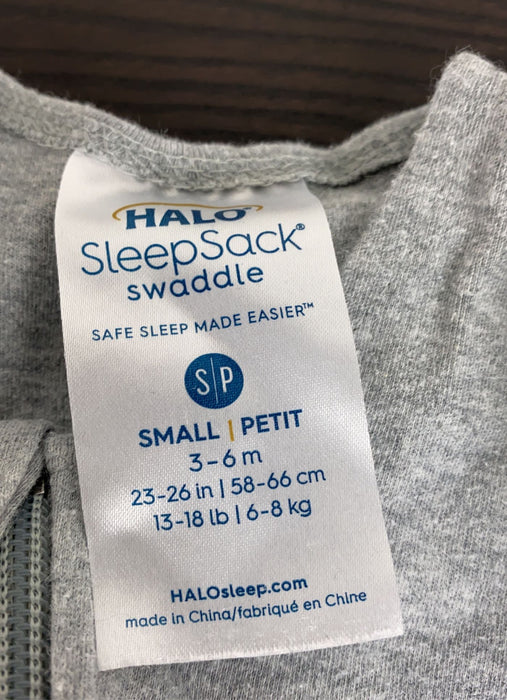 HALO®
SleepSack®
swaddle
SAFE SLEEP MADE EASIER™
S|P
SMALL | PETIT
3-6 m
23-26 in | 58-66 cm
13-18 lb | 6-8 kg
HALOsleep.com
made in China/fabriqué en Chine